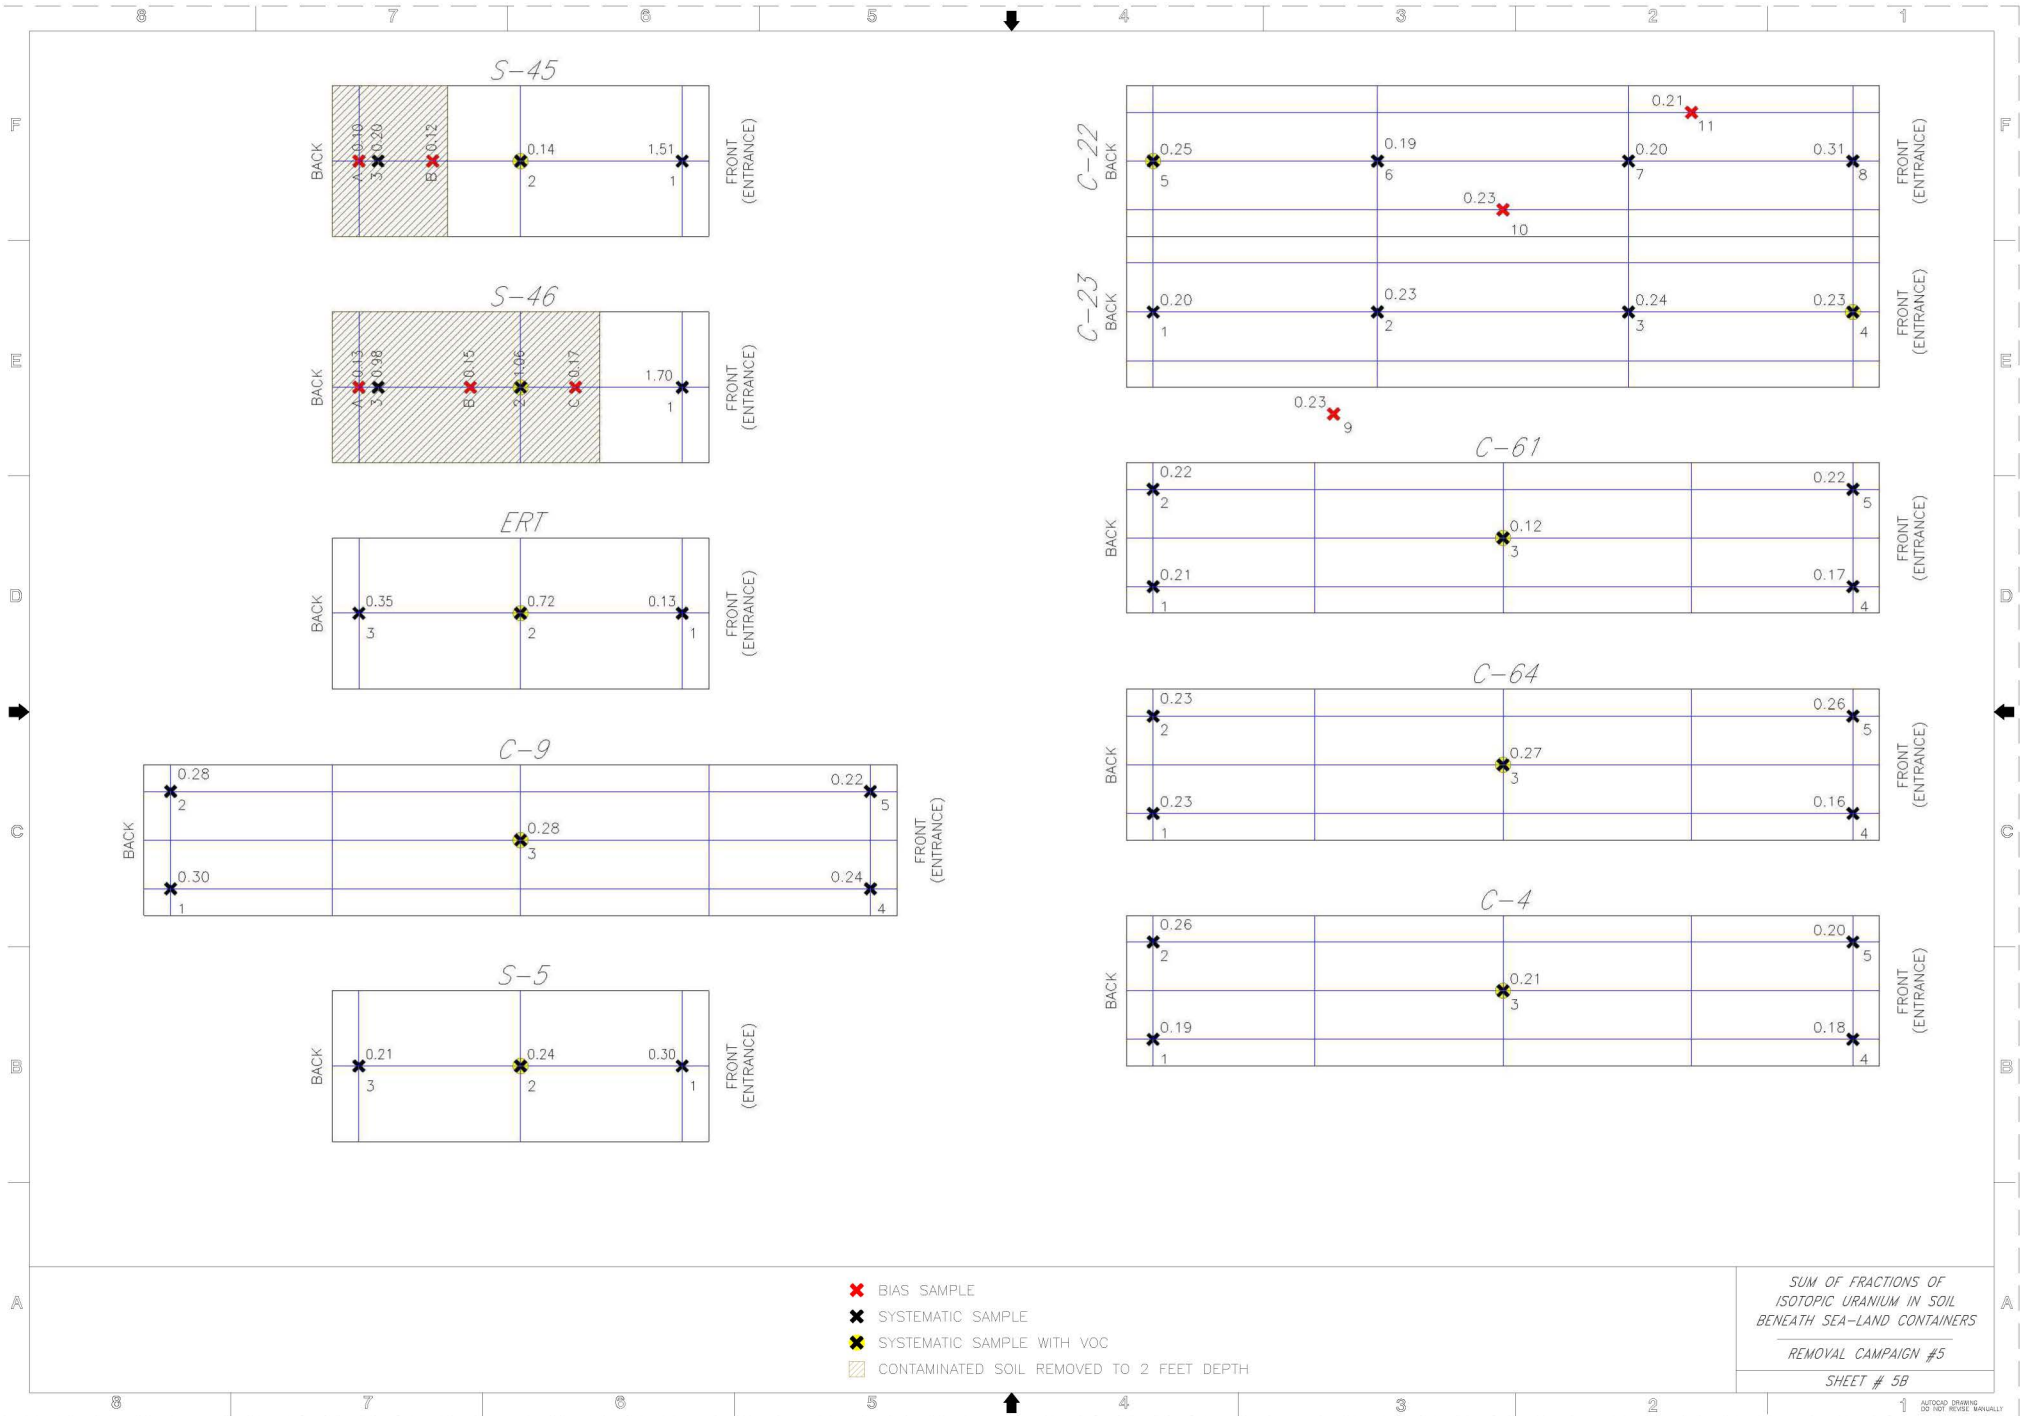 8 7 6 5 4 3 2 1
F
E
D
C
B
A
S-45
BACK
A 0.10
3 0.20
B 0.12
0.14
2
1.51
1
FRONT
(ENTRANCE)
S-46
BACK
A 0.13
3 0.98
B 0.15
2 1.06
C 0.17
1.70
1
FRONT
(ENTRANCE)
ERT
BACK
0.35
3
0.72
2
0.13
1
FRONT
(ENTRANCE)
C-9
BACK
0.28
2
0.22
5
0.28
3
0.30
1
0.24
4
FRONT
(ENTRANCE)
S-5
BACK
0.21
3
0.24
2
0.30
1
FRONT
(ENTRANCE)
C-22
BACK
0.21
11
0.25
5
0.19
6
0.20
7
0.31
8
0.23
10
FRONT
(ENTRANCE)
C-23
BACK
0.20
1
0.23
2
0.24
3
0.23
4
FRONT
(ENTRANCE)
0.23
9
C-61
BACK
0.22
2
0.22
5
0.12
3
0.21
1
0.17
4
FRONT
(ENTRANCE)
C-64
BACK
0.23
2
0.26
5
0.27
3
0.23
1
0.16
4
FRONT
(ENTRANCE)
C-4
BACK
0.26
2
0.20
5
0.21
3
0.19
1
0.18
4
FRONT
(ENTRANCE)
F
E
D
C
B
A
BIAS SAMPLE
SYSTEMATIC SAMPLE
SYSTEMATIC SAMPLE WITH VOC
CONTAMINATED SOIL REMOVED TO 2 FEET DEPTH
SUM OF FRACTIONS OF
ISOTOPIC URANIUM IN SOIL
BENEATH SEA-LAND CONTAINERS
REMOVAL CAMPAIGN #5
SHEET # 5B
8 7 6 5 4 3 2 1
AUTOCAD DRAWING
DO NOT REVISE MANUALLY